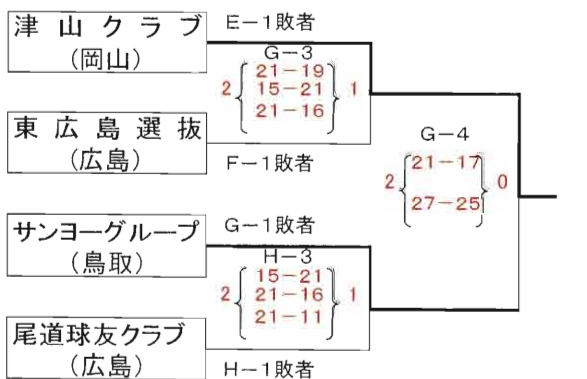 津山クラブ
(岡山)
E-1敗者
G-3
2 21-19 1
15-21
21-16
東広島選抜
(広島)
F-1敗者
G-4
2 21-17 0
27-25
サンヨーグループ
(鳥取)
G-1敗者
H-3
15-21
2 21-16 1
21-11
尾道球友クラブ
(広島)
H-1敗者